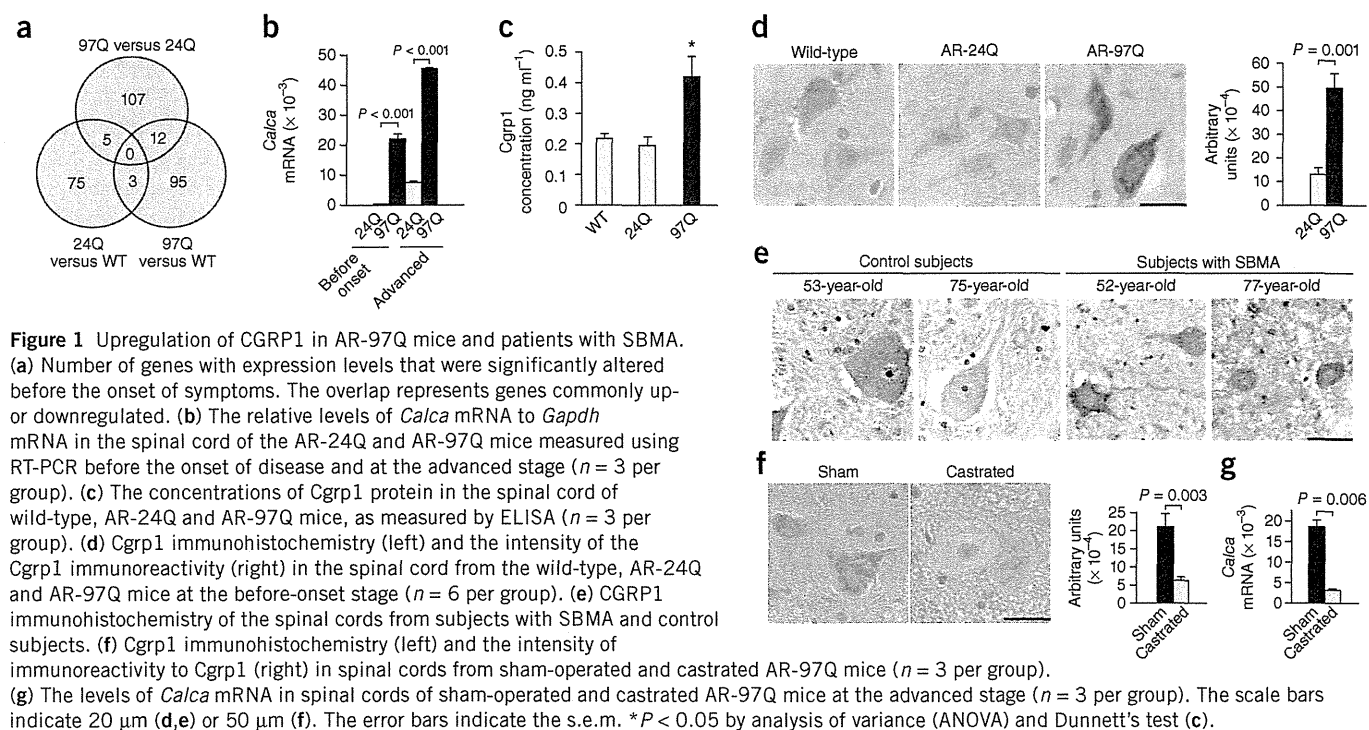 a
97Q versus 24Q
107
5
12
0
75
3
95
24Q
versus WT
97Q
versus WT
b
P < 0.001
P < 0.001
Calca
mRNA (× 10⁻³)
50
40
30
20
10
0
24Q
97Q
24Q
97Q
Before
onset
Advanced
c
*
Cgrp1
concentration (ng ml⁻¹)
0.5
0.4
0.3
0.2
0.1
0
WT
24Q
97Q
d
Wild-type
AR-24Q
AR-97Q
P = 0.001
Arbitrary
units (× 10⁻⁴)
60
50
40
30
20
10
0
24Q
97Q
e
Control subjects
Subjects with SBMA
53-year-old
75-year-old
52-year-old
77-year-old
f
Sham
Castrated
P = 0.003
Arbitrary units
(× 10⁻⁴)
25
20
15
10
5
0
Sham
Castrated
g
P = 0.006
Calca
mRNA (× 10⁻³)
20
15
10
5
0
Sham
Castrated
Figure 1 Upregulation of CGRP1 in AR-97Q mice and patients with SBMA.
(a) Number of genes with expression levels that were significantly altered
before the onset of symptoms. The overlap represents genes commonly up-
or downregulated. (b) The relative levels of Calca mRNA to Gapdh
mRNA in the spinal cord of the AR-24Q and AR-97Q mice measured using
RT-PCR before the onset of disease and at the advanced stage (n = 3 per
group). (c) The concentrations of Cgrp1 protein in the spinal cord of
wild-type, AR-24Q and AR-97Q mice, as measured by ELISA (n = 3 per
group). (d) Cgrp1 immunohistochemistry (left) and the intensity of the
Cgrp1 immunoreactivity (right) in the spinal cord from the wild-type, AR-24Q
and AR-97Q mice at the before-onset stage (n = 6 per group). (e) CGRP1
immunohistochemistry of the spinal cords from subjects with SBMA and control
subjects. (f) Cgrp1 immunohistochemistry (left) and the intensity of
immunoreactivity to Cgrp1 (right) in spinal cords from sham-operated and castrated AR-97Q mice (n = 3 per group).
(g) The levels of Calca mRNA in spinal cords of sham-operated and castrated AR-97Q mice at the advanced stage (n = 3 per group). The scale bars
indicate 20 μm (d,e) or 50 μm (f). The error bars indicate the s.e.m. *P < 0.05 by analysis of variance (ANOVA) and Dunnett's test (c).